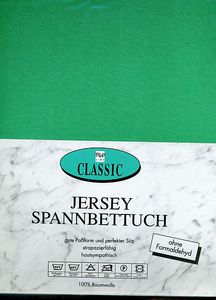 CLASSIC
JERSEY
SPANNBETTUCH
gute Paßform und perfekter Sitz
strapazierfähig
hautsympathisch
ohne
Formaldehyd
100% Baumwolle